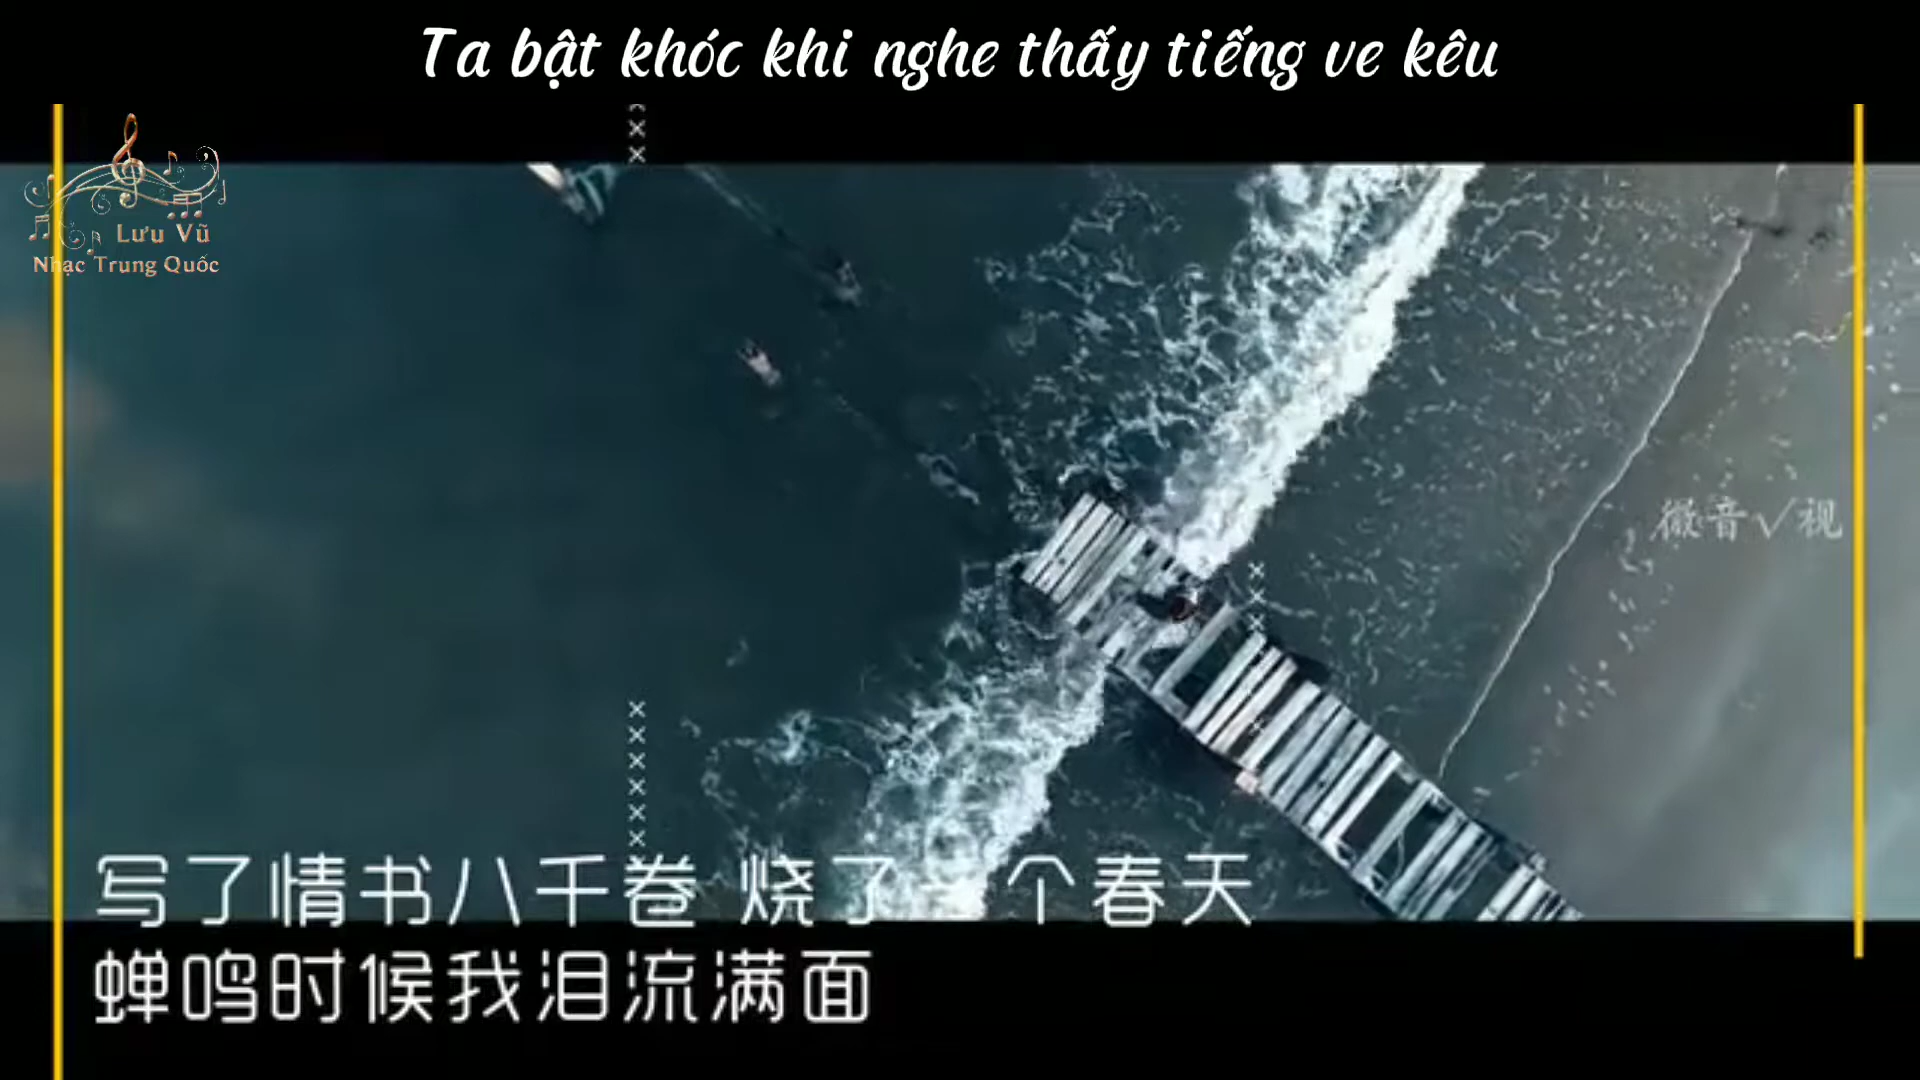 Ta bật khóc khi nghe thấy tiếng ve kêu
Lưu Vũ
Nhạc Trung Quốc
微音√视
写了情书八千卷 烧了一个春天
蝉鸣时候我泪流满面